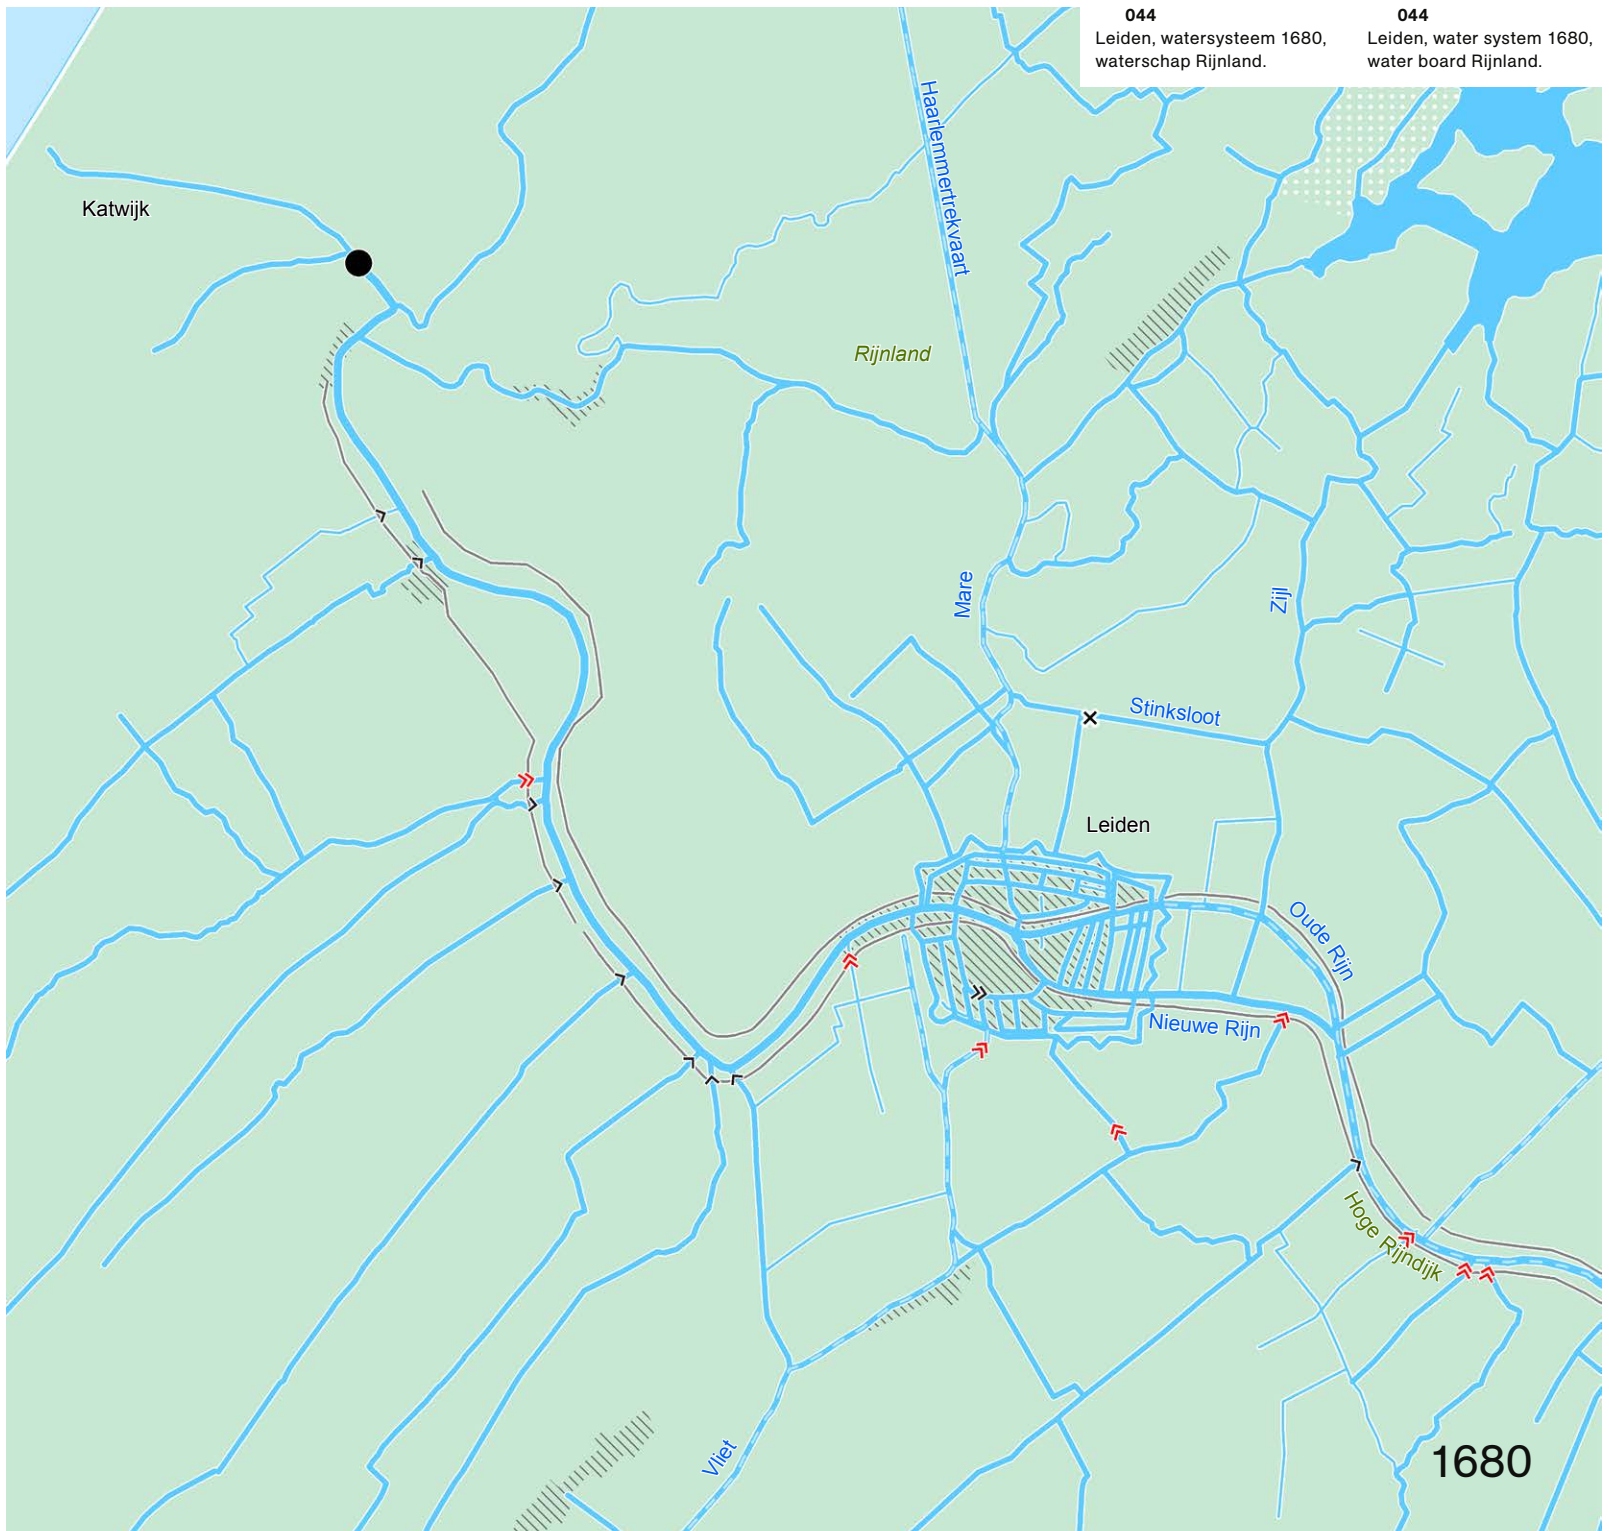 044
Leiden, watersysteem 1680,
waterschap Rijnland.
044
Leiden, water system 1680,
water board Rijnland.
Haarlemmertrekvaart
Katwijk
Rijnland
Mare
Zijl
Stinksloot
Leiden
Oude Rijn
Nieuwe Rijn
Hoge Rijndijk
Vliet
1680